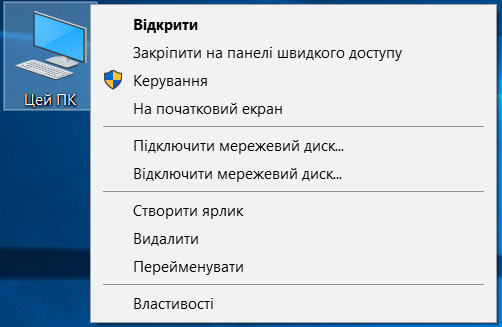 Цей ПК
Відкрити
Закріпити на панелі швидкого доступу
Керування
На початковий екран
Підключити мережевий диск...
Відключити мережевий диск...
Створити ярлик
Видалити
Перейменувати
Властивості